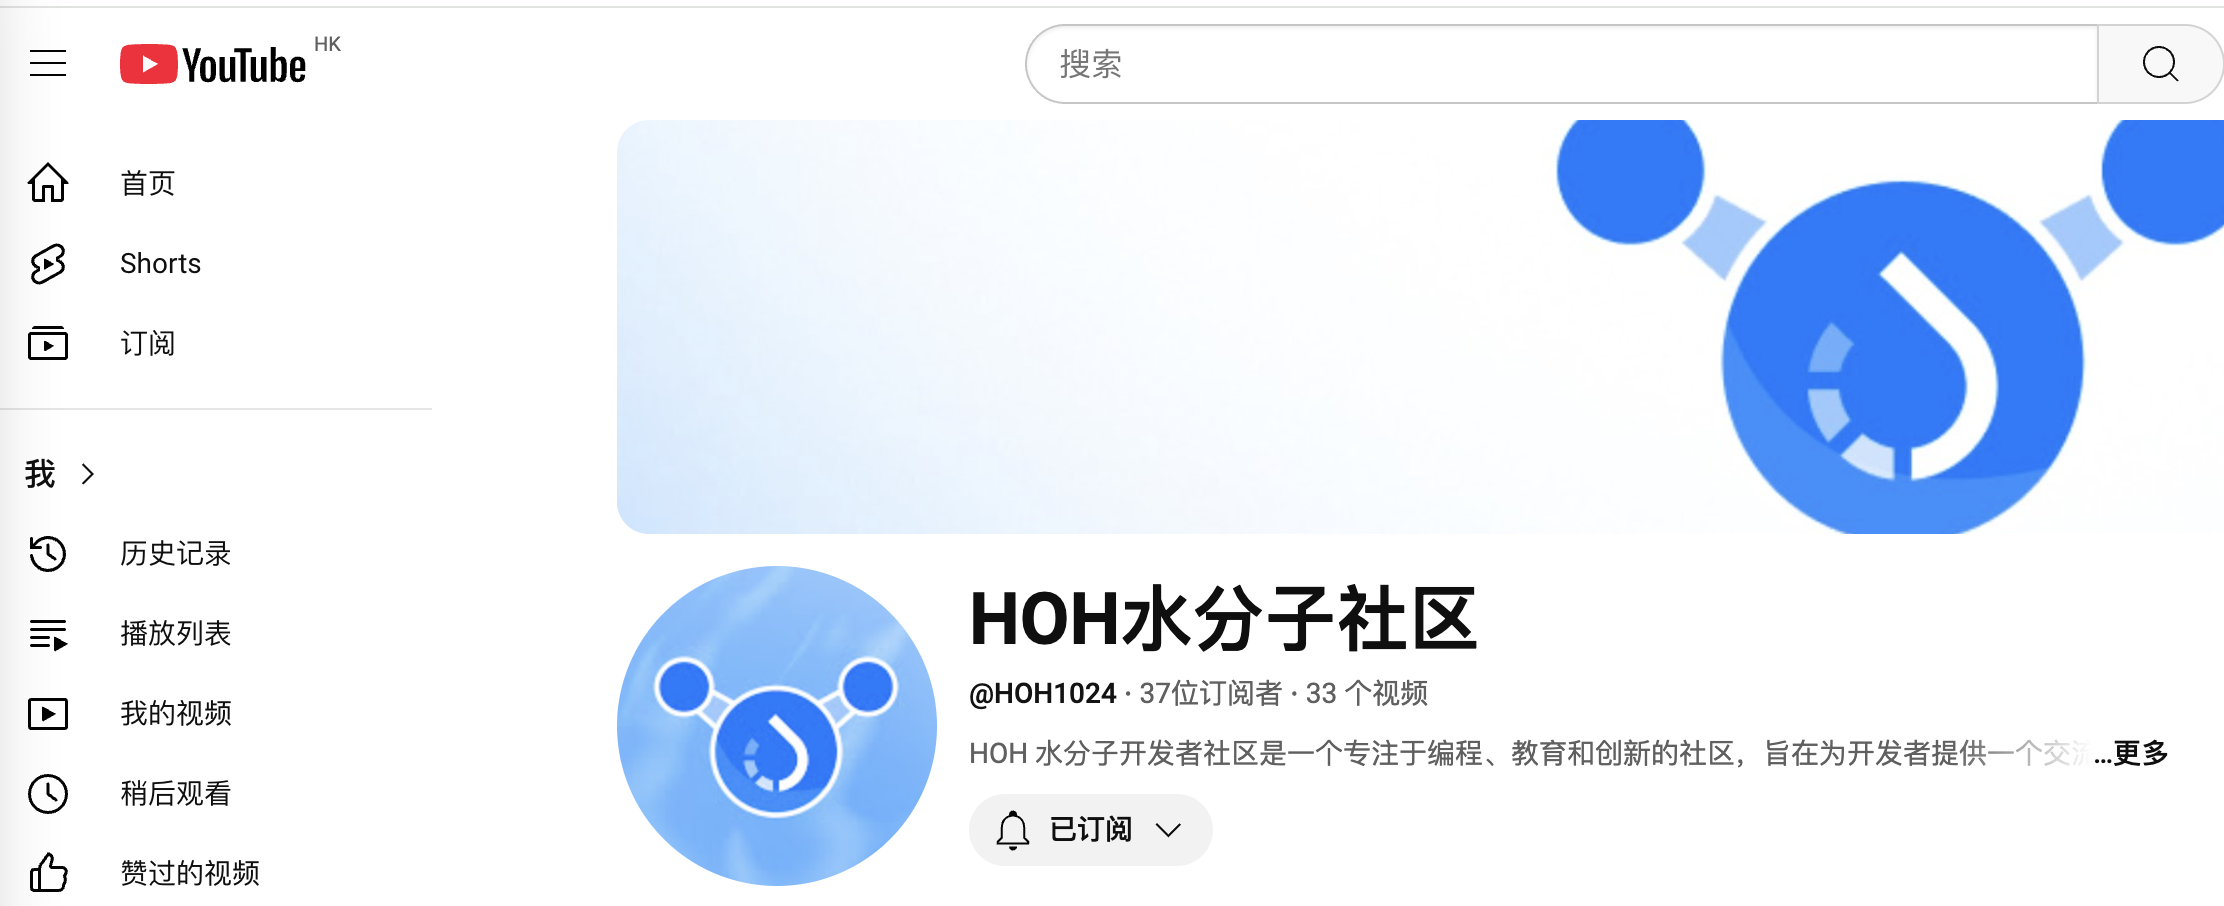 YouTube HK
搜索
首页
Shorts
订阅
我
历史记录
播放列表
我的视频
稍后观看
赞过的视频
HOH水分子社区
@HOH1024 · 37位订阅者 · 33 个视频
HOH 水分子开发者社区是一个专注于编程、教育和创新的社区，旨在为开发者提供一个交流...更多
已订阅